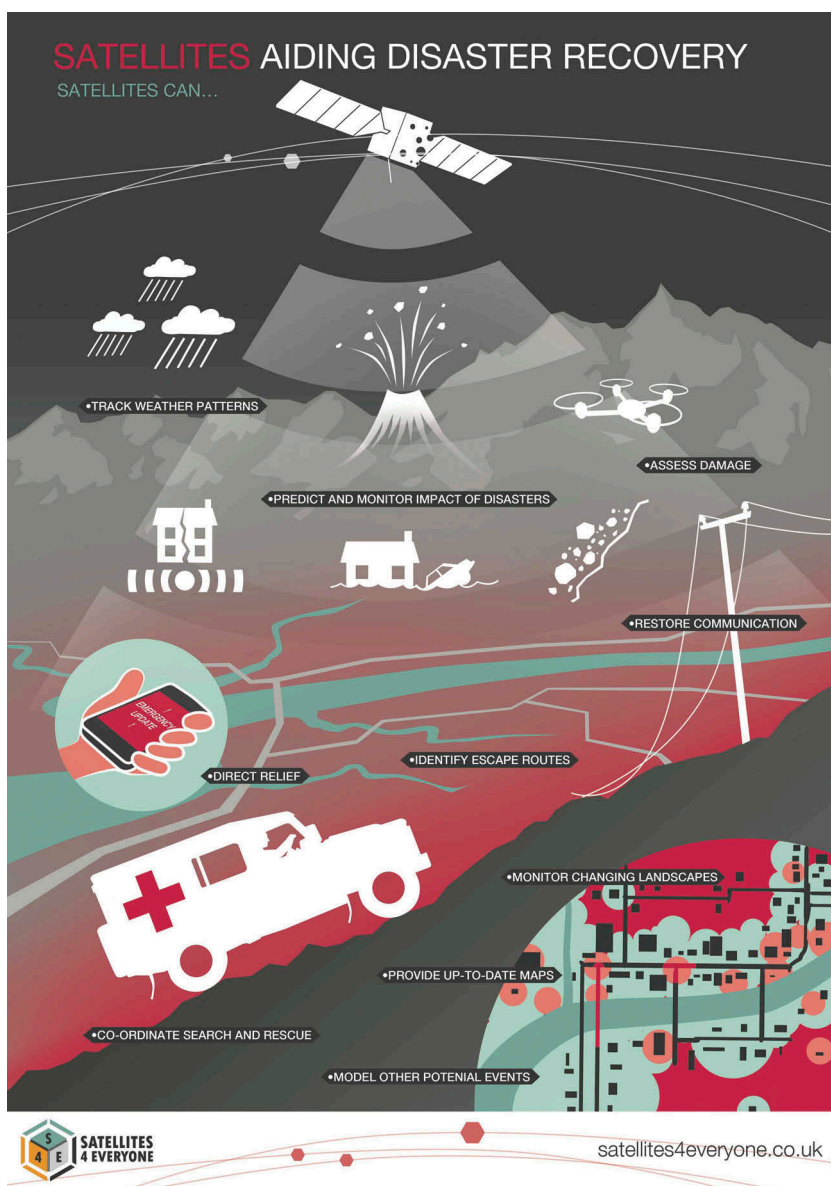 SATELLITES AIDING DISASTER RECOVERY
SATELLITES CAN...
•TRACK WEATHER PATTERNS
•ASSESS DAMAGE
•PREDICT AND MONITOR IMPACT OF DISASTERS
•RESTORE COMMUNICATION
!
EMERGENCY
UPDATE
!
•DIRECT RELIEF
•IDENTIFY ESCAPE ROUTES
•MONITOR CHANGING LANDSCAPES
•PROVIDE UP-TO-DATE MAPS
•CO-ORDINATE SEARCH AND RESCUE
•MODEL OTHER POTENIAL EVENTS
S
4 E
SATELLITES
4 EVERYONE
satellites4everyone.co.uk